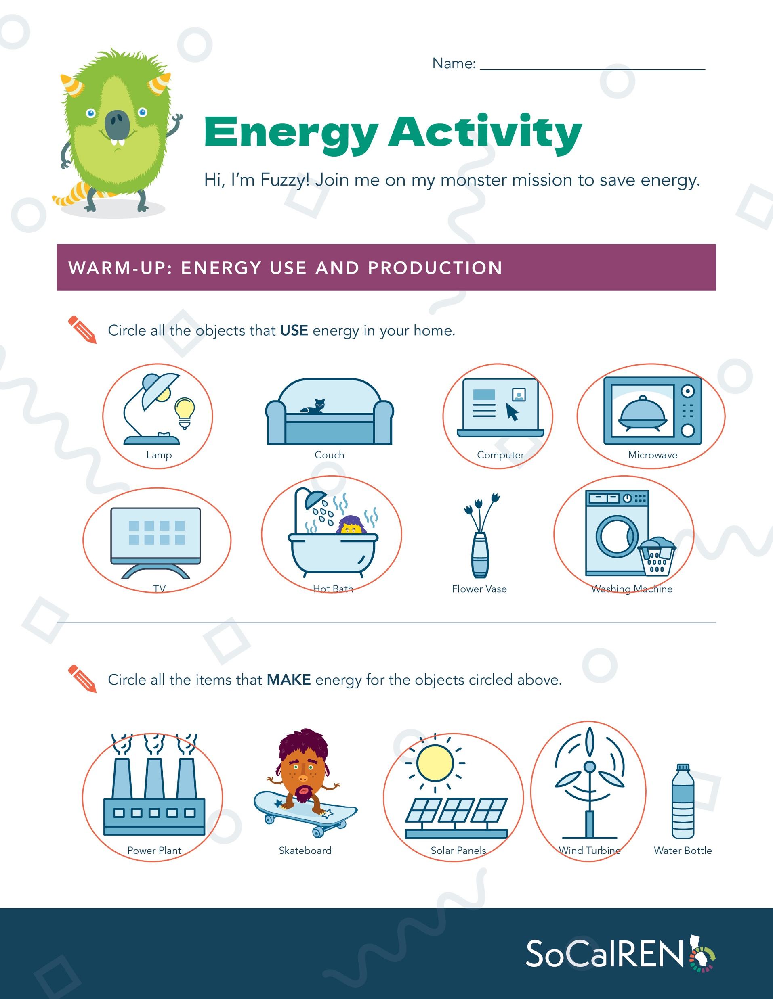 Name:
Energy Activity
Hi, I'm Fuzzy! Join me on my monster mission to save energy.
WARM-UP: ENERGY USE AND PRODUCTION
Circle all the objects that USE energy in your home.
Lamp
Couch
Computer
Microwave
TV
Hot Bath
Flower Vase
Washing Machine
Circle all the items that MAKE energy for the objects circled above.
Power Plant
Skateboard
Solar Panels
Wind Turbine
Water Bottle
SoCalREN